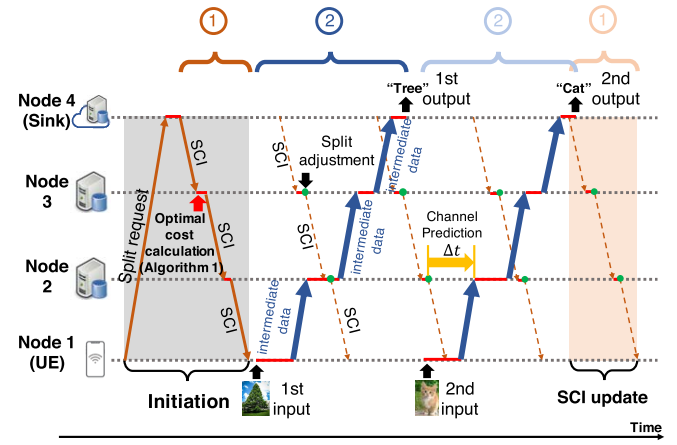 1
2
2
1
Node 4
(Sink)
Node
3
Node
2
Node 1
(UE)
Split request
SCI
SCI
SCI
Optimal
cost
calculation
(Algorithm 1)
Initiation
SCI
SCI
SCI
Split
adjustment
intermediate
data
intermediate
data
intermediate
data
1st
input
“Tree”
1st
output
Channel
Prediction
Δt
2nd
input
“Cat”
2nd
output
SCI update
Time